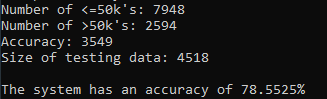 Number of <=50k's: 7948
Number of >50k's: 2594
Accuracy: 3549
Size of testing data: 4518
The system has an accuracy of 78.5525%